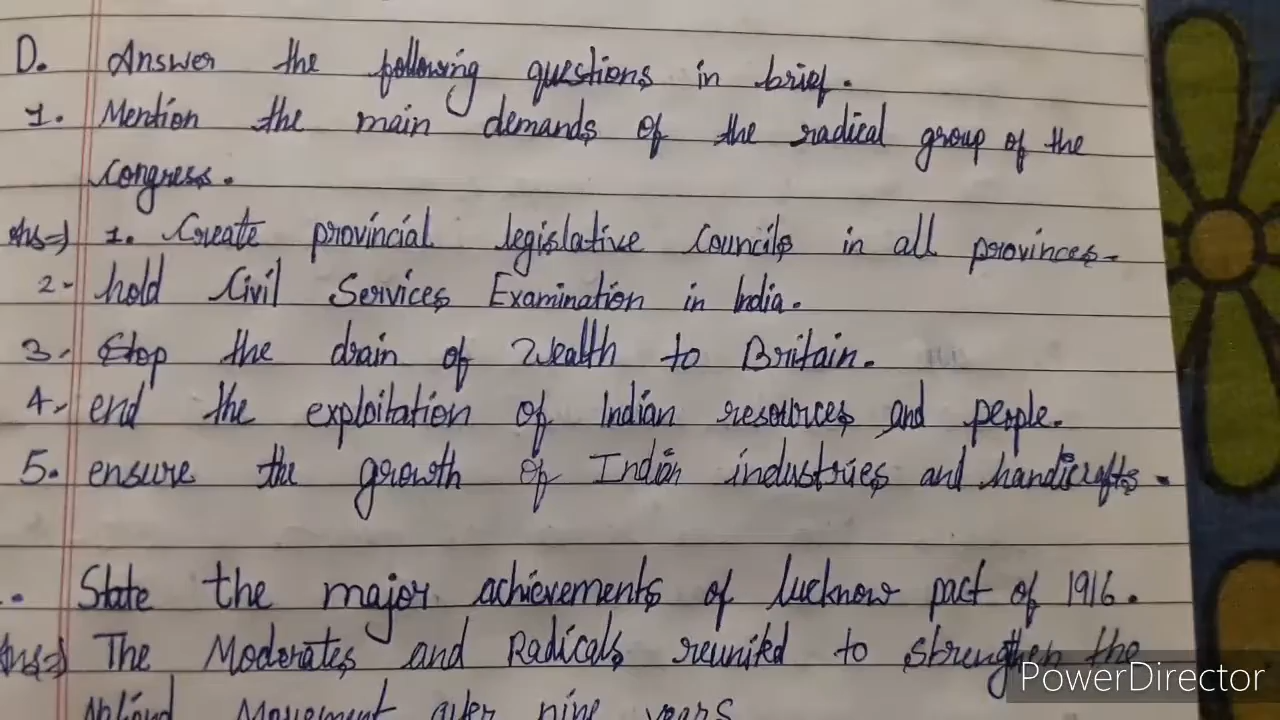 D. Answer the following questions in brief.
1. Mention the main demands of the radical group of the
Congress.
Ans=) 1. Create provincial legislative Councils in all provinces.
2. hold Civil Services Examination in India.
3. Stop the drain of Wealth to Britain.
4. end the exploitation of Indian resources and people.
5. ensure the growth of Indian industries and handicrafts.
. State the major achievements of lucknow pact of 1916.
Ans=) The Moderates and Radicals reunited to strengthen the
Movement after nine years
PowerDirector